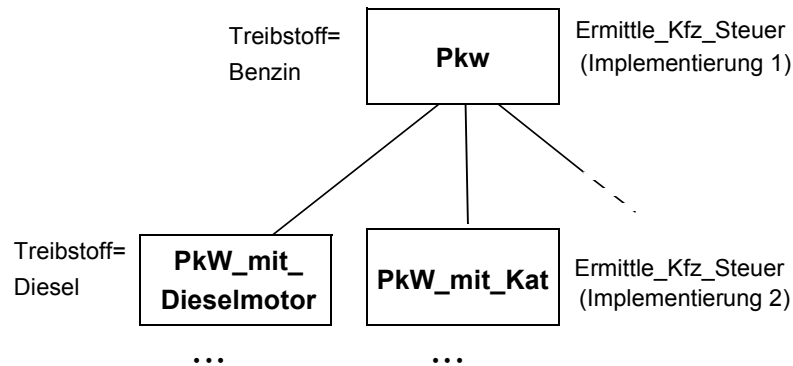 Treibstoff=
Benzin
Pkw
Ermittle_Kfz_Steuer
(Implementierung 1)
Treibstoff=
Diesel
PkW_mit_
Dieselmotor
PkW_mit_Kat
Ermittle_Kfz_Steuer
(Implementierung 2)
...
...